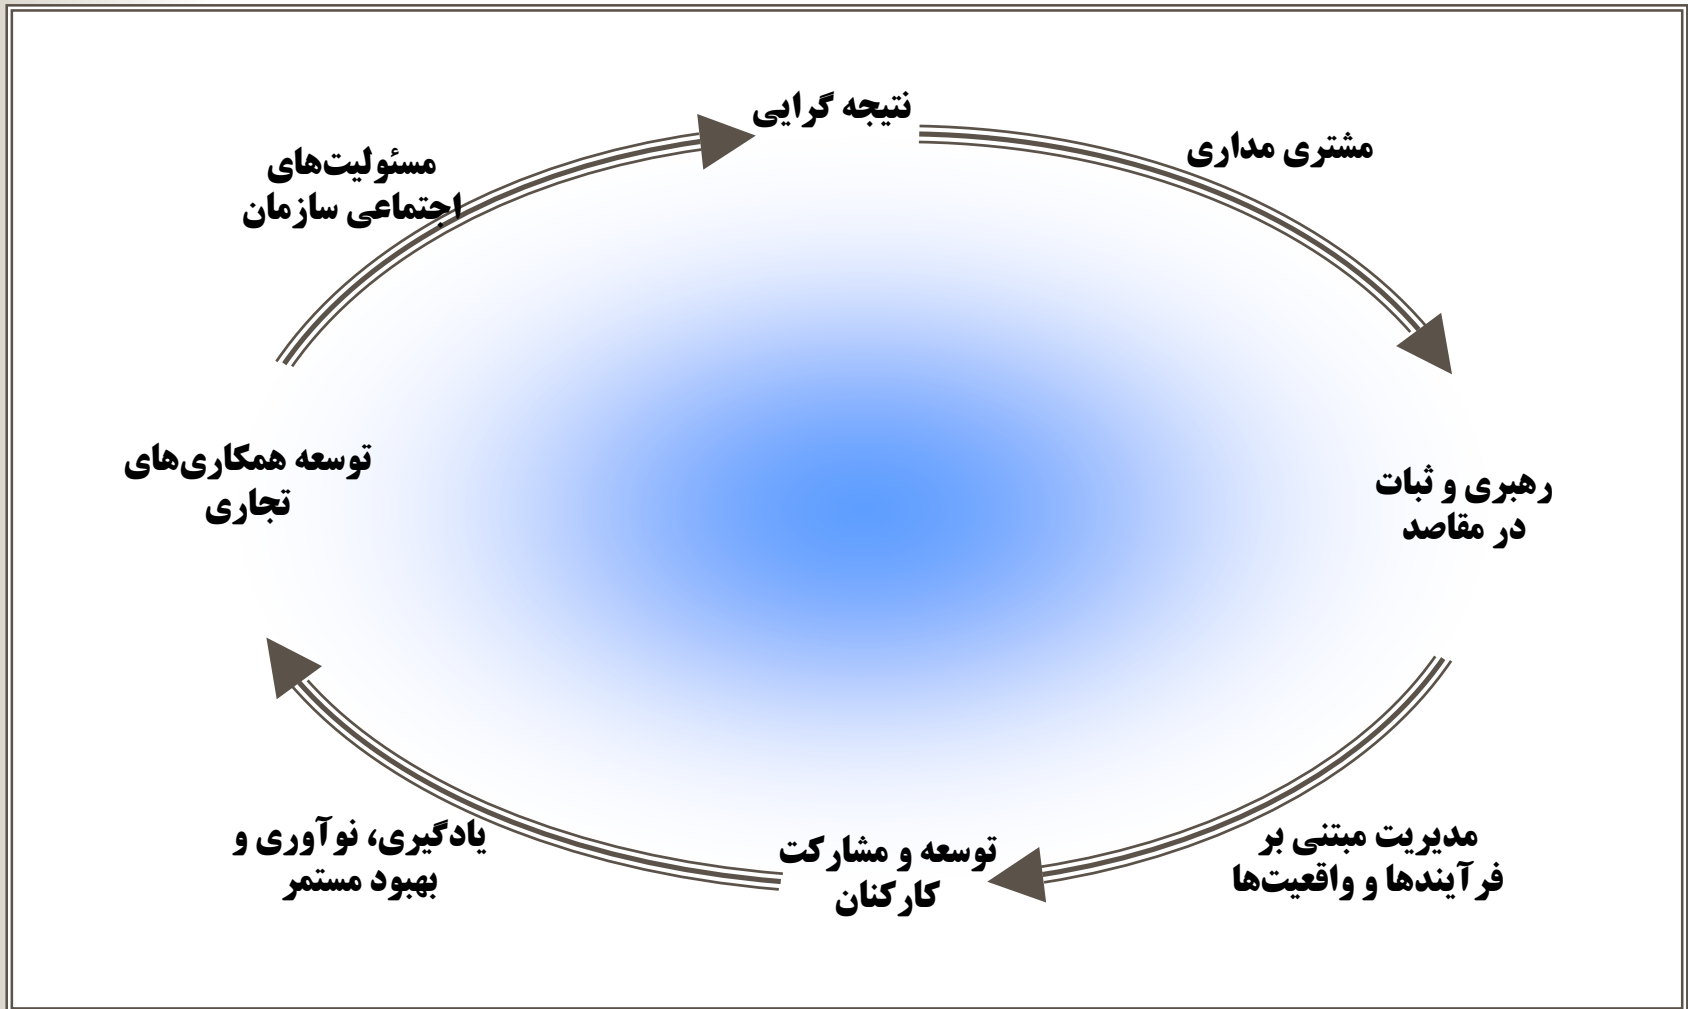 نتیجه گرایی
مشتری مداری
رهبری و ثبات
در مقاصد
مدیریت مبتنی بر
فرآیندها و واقعیت‌ها
توسعه و مشارکت
کارکنان
یادگیری، نوآوری و
بهبود مستمر
توسعه همکاری‌های
تجاری
مسئولیت‌های
اجتماعی سازمان